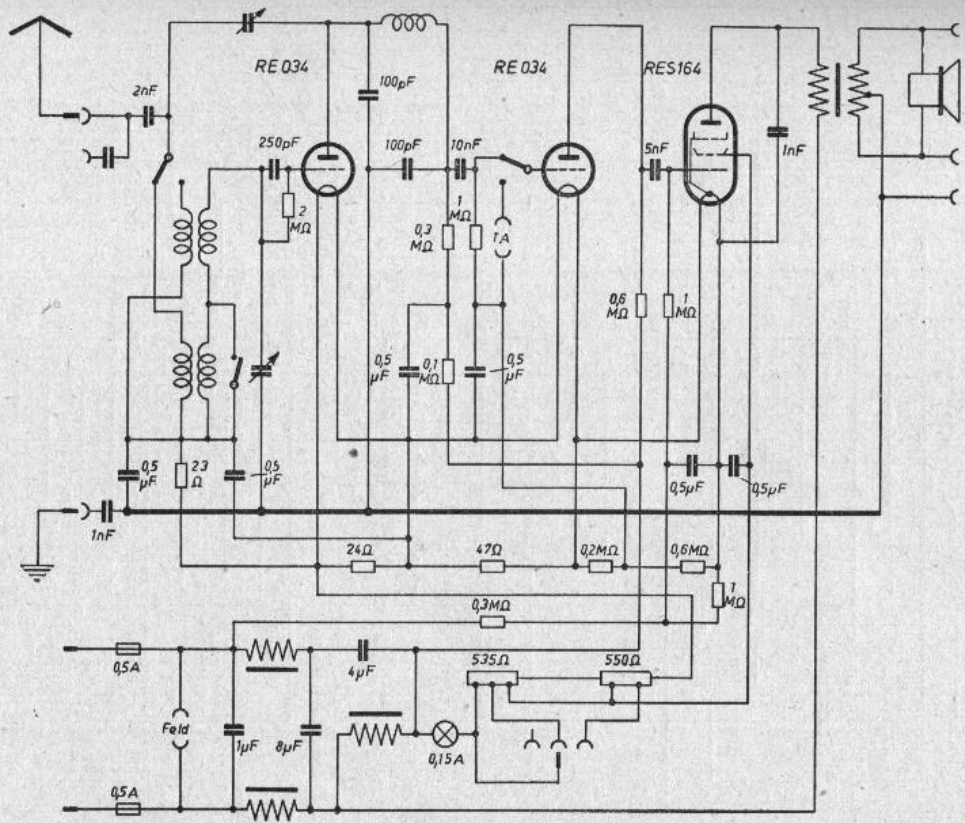 RE 034
RE 034
RES164
2nF
100pF
250pF
100pF
10nF
5nF
1nF
2
MΩ
0,3
MΩ
1
MΩ
TA
0,6
MΩ
1
MΩ
0,5
μF
0,1
MΩ
0,5
μF
0,5
μF
23
Ω
0,5
μF
0,5μF
0,5μF
1nF
24Ω
47Ω
0,2MΩ
0,6MΩ
0,3MΩ
1
MΩ
0,5A
4μF
535Ω
550Ω
Feld
1μF
8μF
0,15A
0,5A